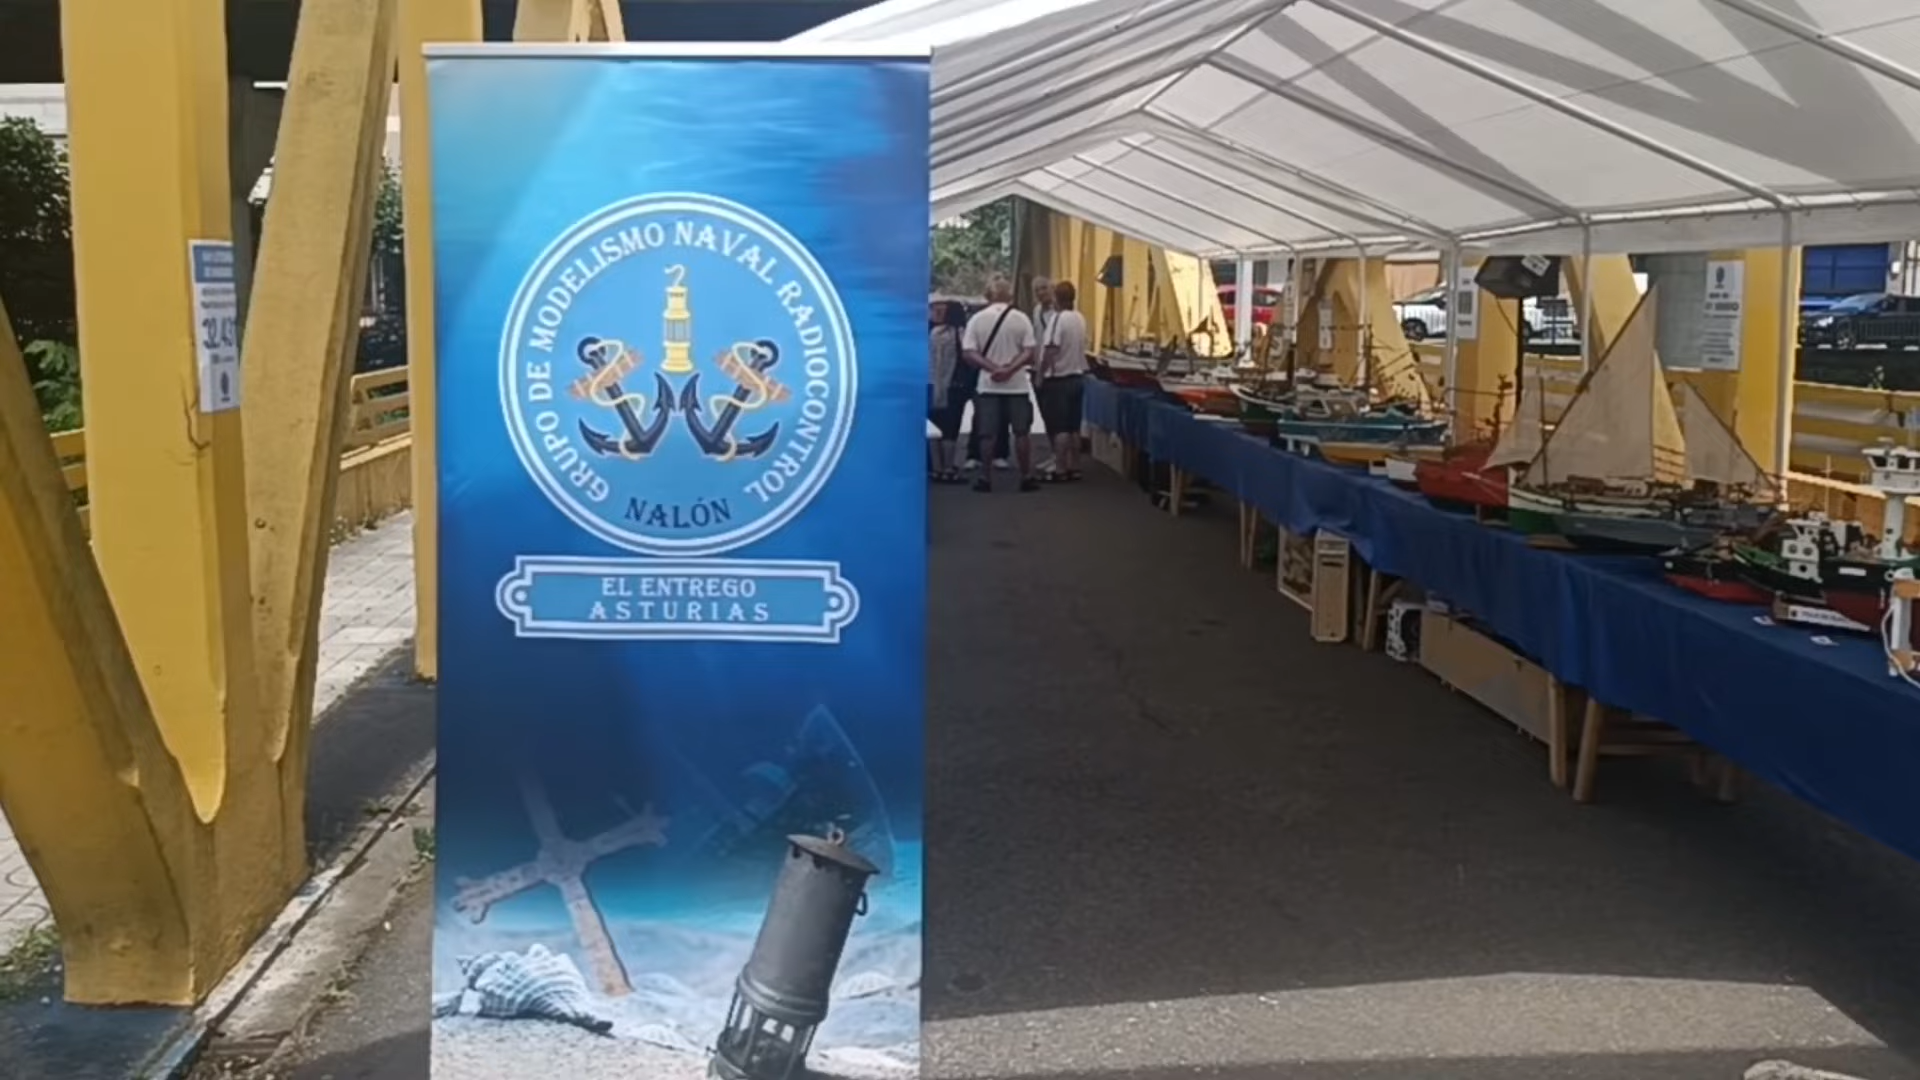 GRUPO DE MODELISMO NAVAL RADIOCONTROL
NALÓN
EL ENTREGO
ASTURIAS